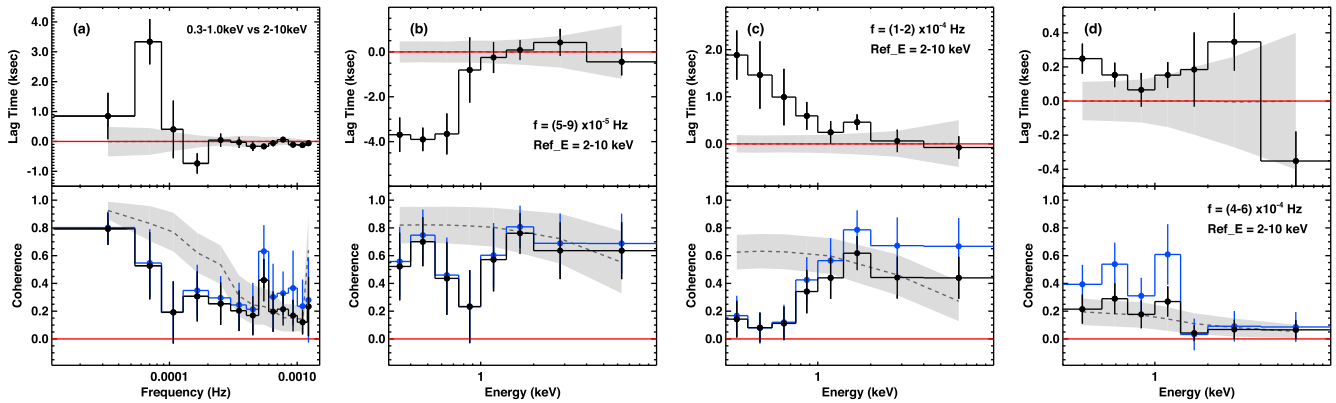 (a)
0.3-1.0keV vs 2-10keV
Lag Time (ksec)
4.0
3.0
2.0
1.0
0.0
-1.0
Coherence
1.0
0.8
0.6
0.4
0.2
0.0
0.0001
0.0010
Frequency (Hz)
(b)
f = (5-9) x10-5 Hz
Ref_E = 2-10 keV
Lag Time (ksec)
0.0
-2.0
-4.0
Coherence
1.0
0.8
0.6
0.4
0.2
0.0
1
Energy (keV)
(c)
f = (1-2) x10-4 Hz
Ref_E = 2-10 keV
Lag Time (ksec)
2.0
1.0
0.0
Coherence
1.0
0.8
0.6
0.4
0.2
0.0
1
Energy (keV)
(d)
Lag Time (ksec)
0.4
0.2
0.0
-0.2
-0.4
f = (4-6) x10-4 Hz
Ref_E = 2-10 keV
Coherence
1.0
0.8
0.6
0.4
0.2
0.0
1
Energy (keV)